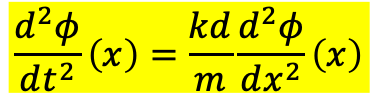 d²ϕ/dt² (x) = kd/m d²ϕ/dx² (x)